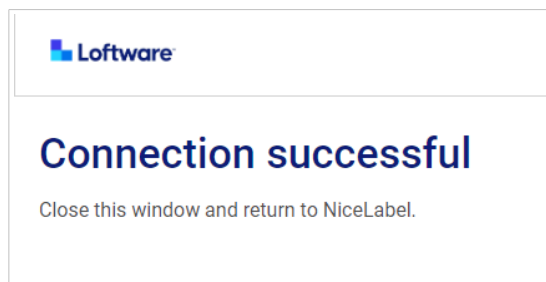 Loftware
Connection successful
Close this window and return to NiceLabel.